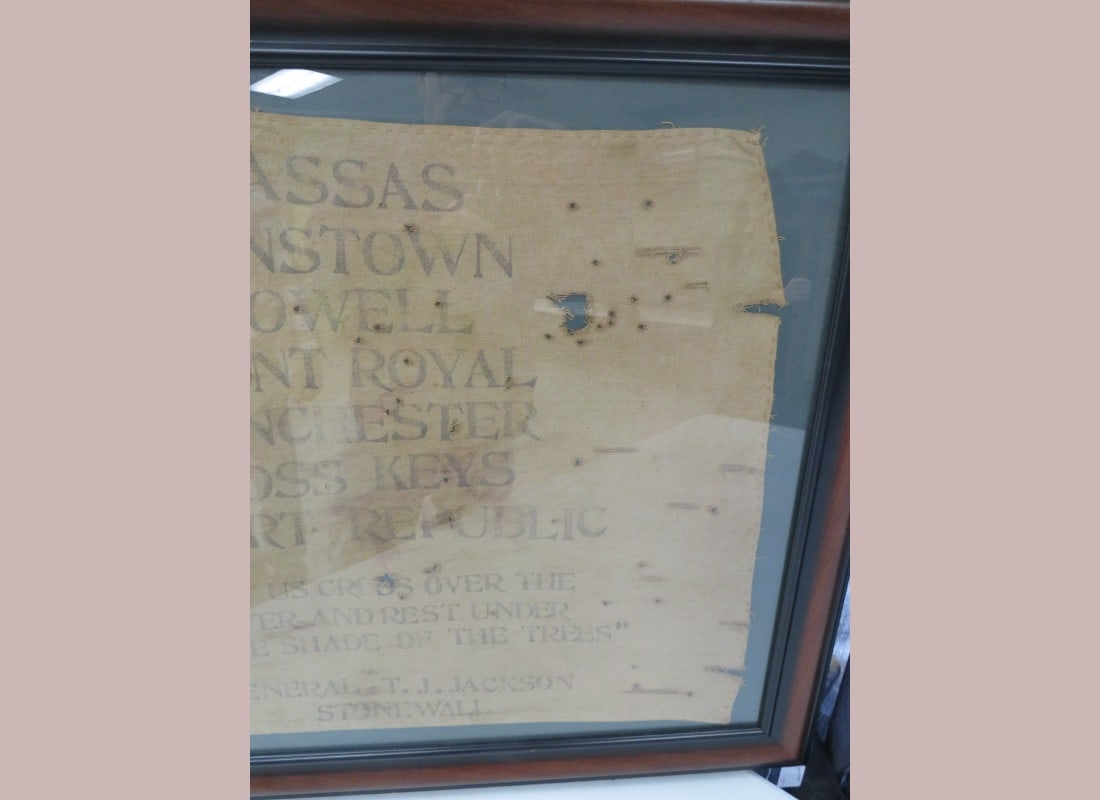 ASSAS
NSTOWN
OWELL
NT ROYAL
NCHESTER
OSS KEYS
RT REPUBLIC
US CROSS OVER THE
ER AND REST UNDER
E SHADE OF THE TREES"
ENERAL T. J. JACKSON
STONEWALL